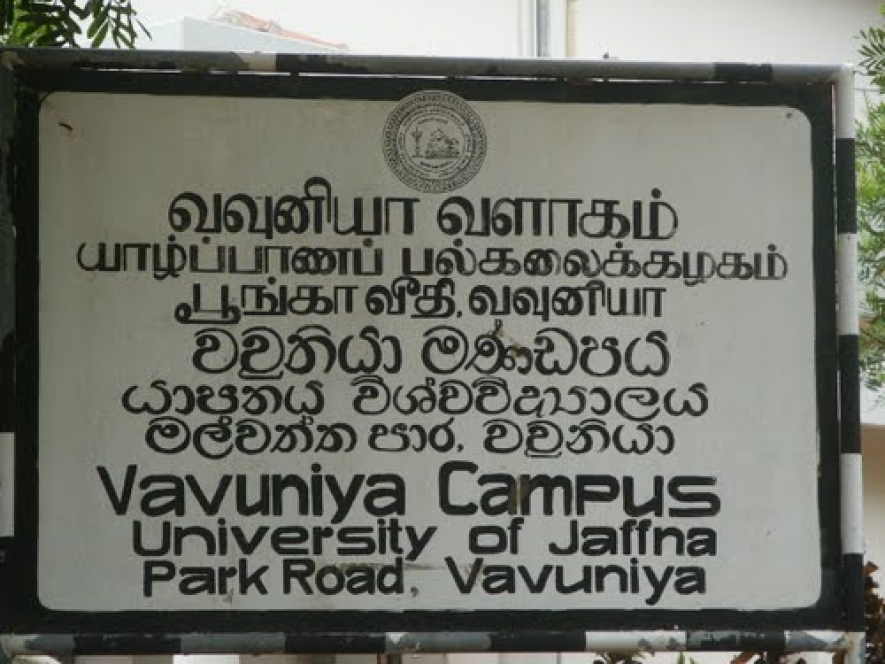 வவுனியா வளாகம்
யாழ்ப்பாணப் பல்கலைக்கழகம்
பூங்கா வீதி, வவுனியா
වවුනියා මණ්ඩපය
යාපනය විශ්වවිද්‍යාලය
මල්වත්ත පාර, වවුනියා
Vavuniya Campus
University of Jaffna
Park Road, Vavuniya